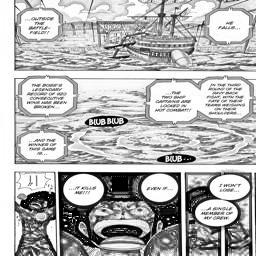 ...OUTSIDE
THE
BATTLE-
FIELD!!
HE
FALLS...
THE BOSS'S
LEGENDARY
RECORD OF 920
CONSECUTIVE
WINS HAS BEEN
BROKEN...
THE
TWO SHIP
CAPTAINS ARE
LOCKED IN
HOT COMBAT!!
IN THE THIRD
ROUND OF THE
DAVY BACK
FIGHT, WITH THE
FATE OF THEIR
TEAMS WEIGHING
ON THEIR
SHOULDERS...
BLUB BLUB
...AND THE
WINNER OF
THIS GAME
IS...
BLUB...
...IT KILLS
ME!!!
EVEN IF...
I WON'T
LOSE...
...A SINGLE
MEMBER OF
MY CREW.